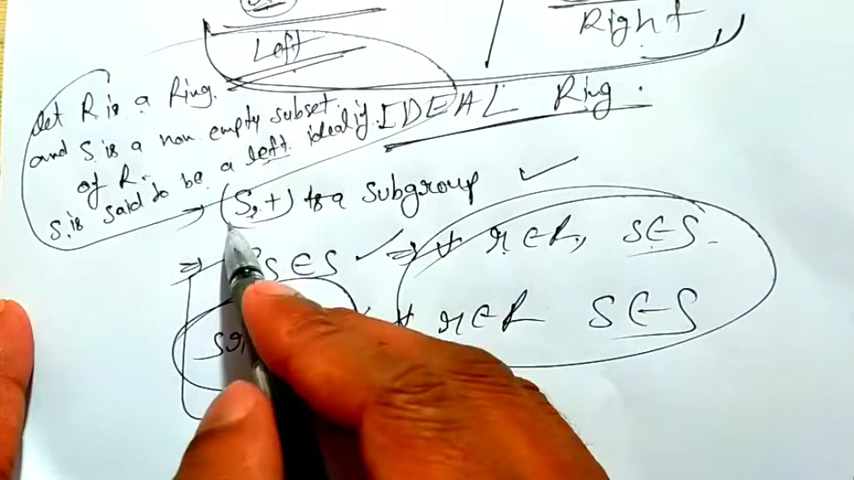 Left
Right
IDEAL Ring.
Let R is a Ring.
and S is a non empty subset.
of R.
S. is said to be a left ideal if.
⇒ (S, +) is a subgroup ✓
⇒ s∈S ✓ ⇒ ∀ r∈R, s∈S.
sr ∀ r∈R s∈S